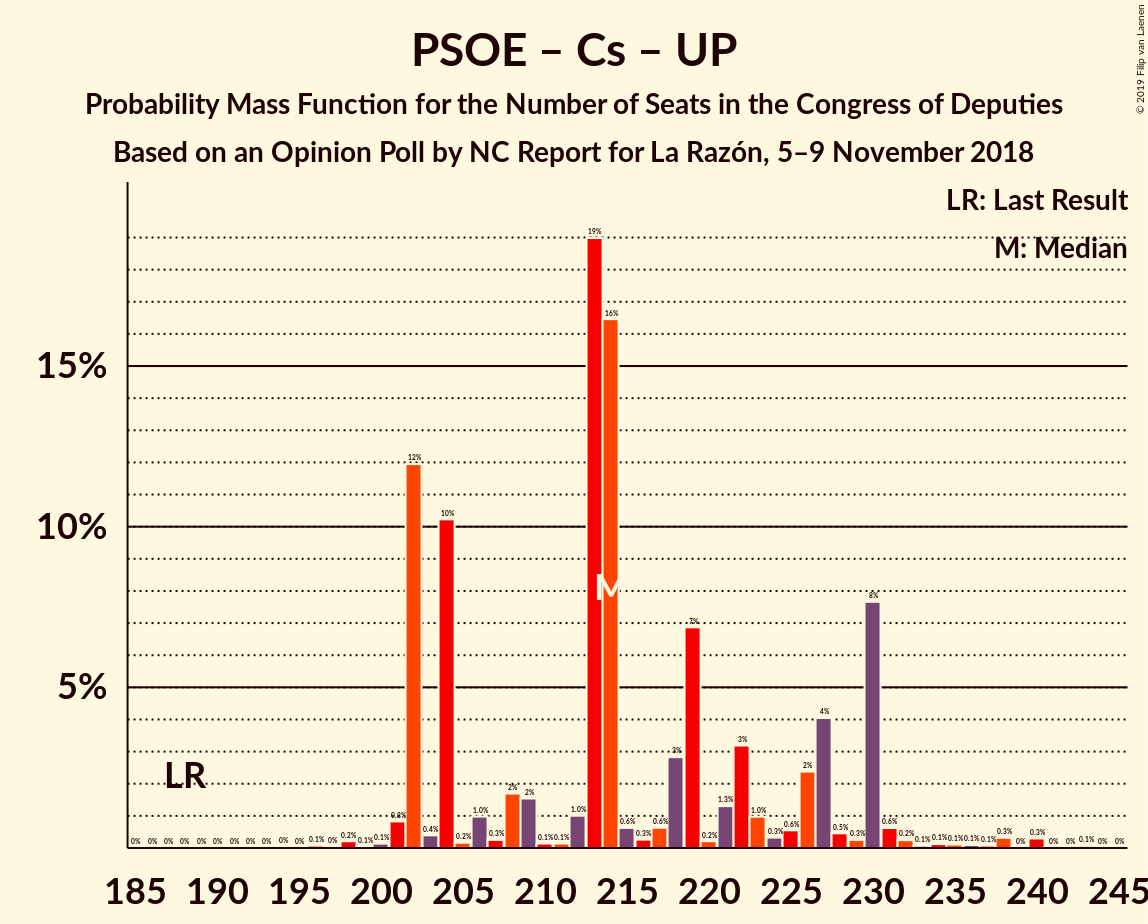 PSOE – Cs – UP
Probability Mass Function for the Number of Seats in the Congress of Deputies
Based on an Opinion Poll by NC Report for La Razón, 5–9 November 2018
© 2019 Filip van Laenen
LR: Last Result
M: Median
15%
10%
5%
LR
M
0% 0% 0% 0% 0% 0% 0% 0% 0% 0% 0% 0.1% 0% 0.2% 0.1% 0.1% 0.8% 12% 0.4% 10% 0.2% 1.0% 0.3% 2% 2% 0.1% 0.1% 1.0% 19% 16% 0.6% 0.3% 0.6% 3% 7% 0.2% 1.3% 3% 1.0% 0.3% 0.6% 2% 4% 0.5% 0.3% 8% 0.6% 0.2% 0.1% 0.1% 0.1% 0.1% 0.1% 0.3% 0% 0.3% 0% 0% 0.1% 0% 0%
185 190 195 200 205 210 215 220 225 230 235 240 245